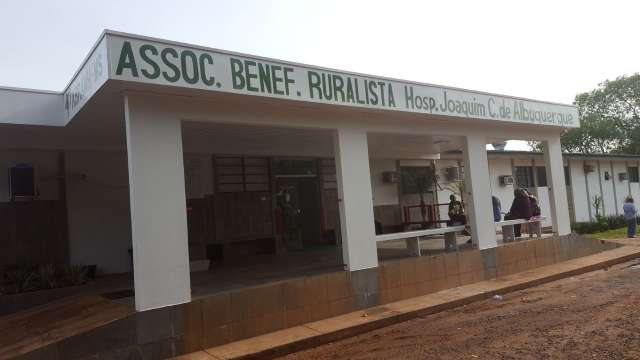 ASSOC. BENEF. RURALISTA Hosp. Joaquim C. de Albuquerque